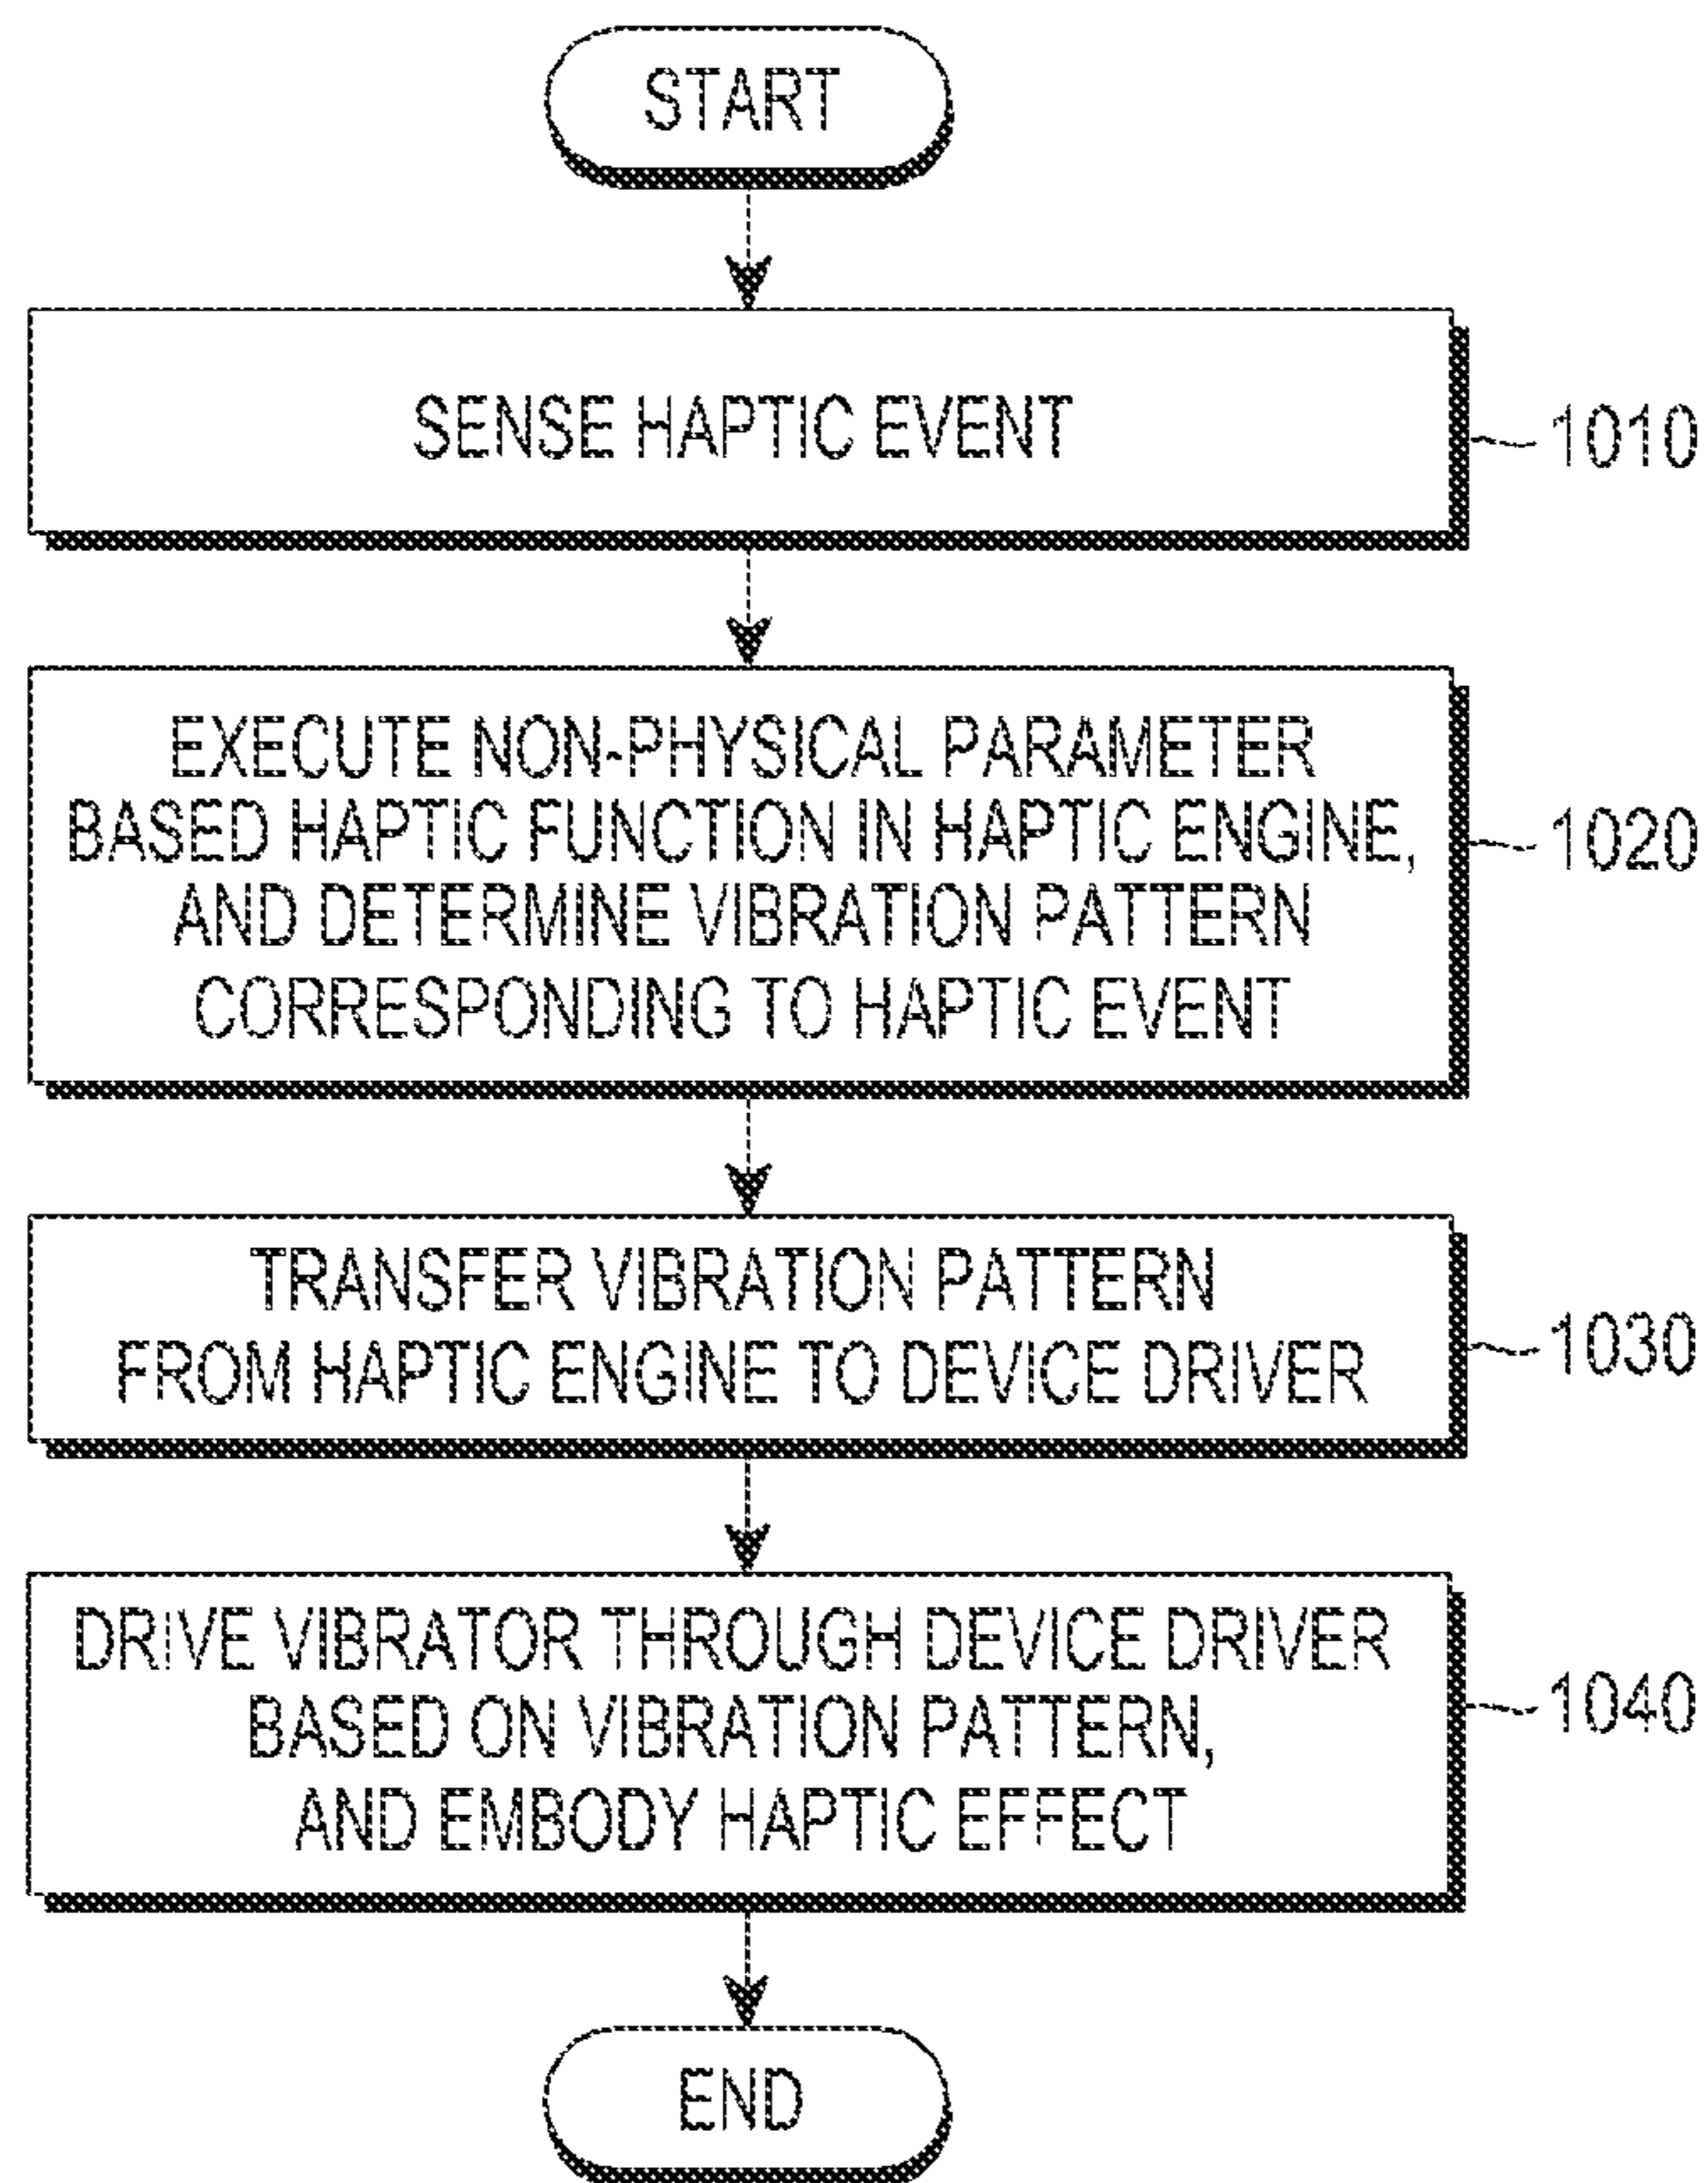 START
SENSE HAPTIC EVENT
1010
EXECUTE NON-PHYSICAL PARAMETER
BASED HAPTIC FUNCTION IN HAPTIC ENGINE,
AND DETERMINE VIBRATION PATTERN
CORRESPONDING TO HAPTIC EVENT
1020
TRANSFER VIBRATION PATTERN
FROM HAPTIC ENGINE TO DEVICE DRIVER
1030
DRIVE VIBRATOR THROUGH DEVICE DRIVER
BASED ON VIBRATION PATTERN,
AND EMBODY HAPTIC EFFECT
1040
END